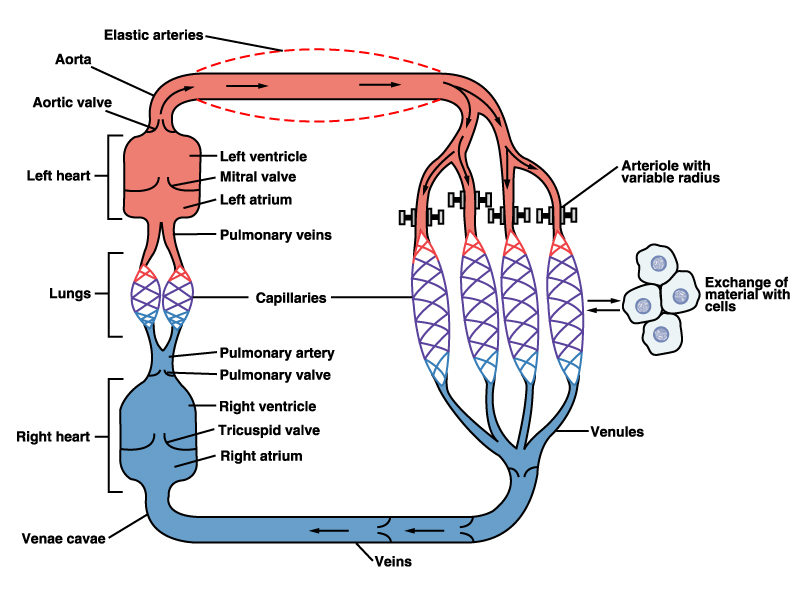 Elastic arteries
Aorta
Aortic valve
Left ventricle
Mitral valve
Left heart
Left atrium
Pulmonary veins
Arteriole with
variable radius
Lungs
Capillaries
Exchange of
material with
cells
Pulmonary artery
Pulmonary valve
Right ventricle
Tricuspid valve
Right heart
Right atrium
Venules
Venae cavae
Veins